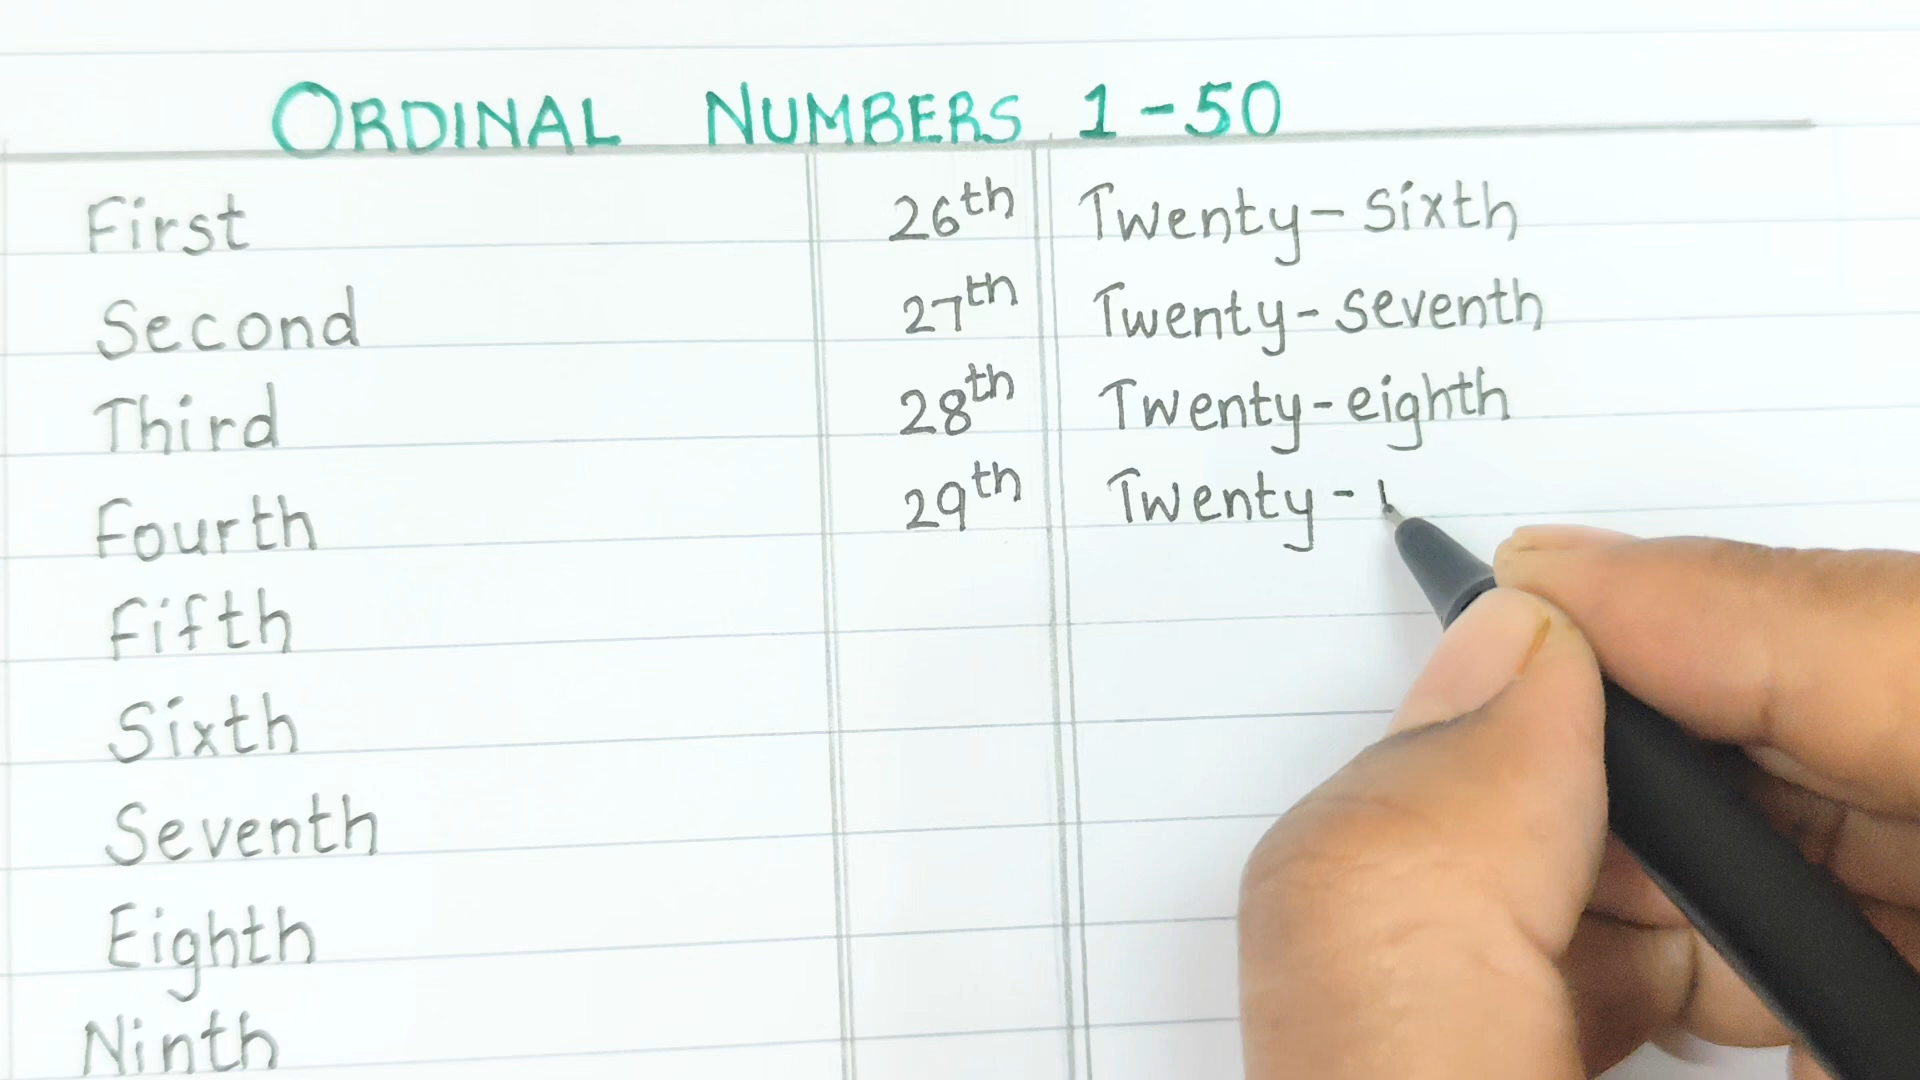 ORDINAL NUMBERS 1-50
First 26th Twenty-sixth
Second 27th Twenty-seventh
Third 28th Twenty-eighth
Fourth 29th Twenty-
Fifth
Sixth
Seventh
Eighth
Ninth